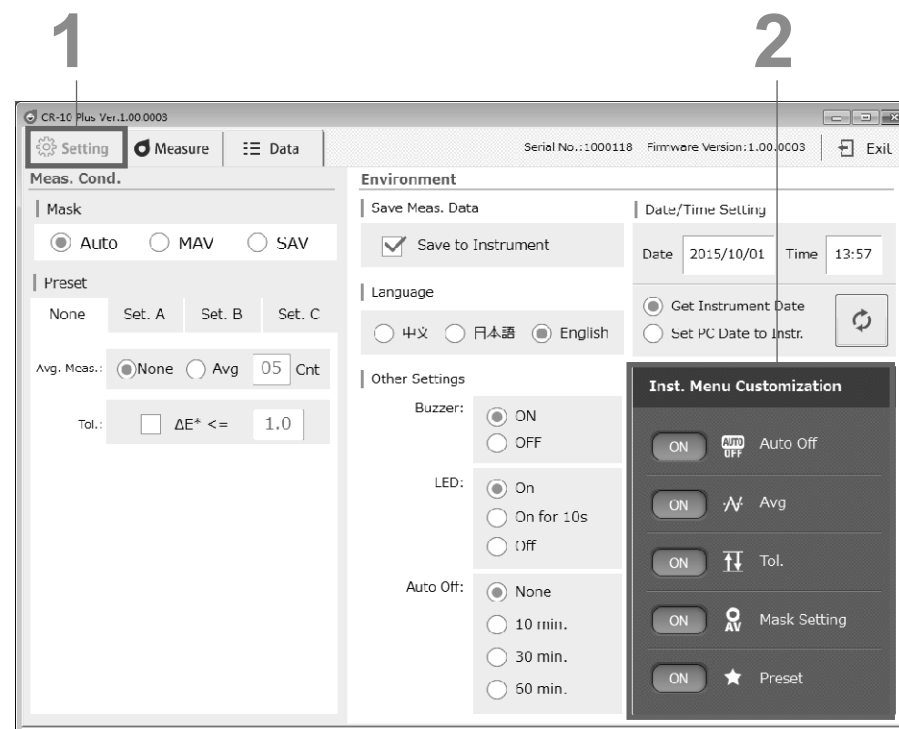 1
2
CR-10 Plus Ver.1.00.0003
Setting
Measure
Data
Serial No.:1000118
Firmware Version:1.00.0003
Exit
Meas. Cond.
Mask
Auto
MAV
SAV
Preset
None
Set. A
Set. B
Set. C
Avg. Meas.:
None
Avg
05
Cnt
Tol.:
ΔE* <=
1.0
Environment
Save Meas. Data
Save to Instrument
Language
中文
日本語
English
Other Settings
Buzzer:
ON
OFF
LED:
On
On for 10s
Off
Auto Off:
None
10 min.
30 min.
60 min.
Date/Time Setting
Date
2015/10/01
Time
13:57
Get Instrument Date
Set PC Date to Instr.
Inst. Menu Customization
ON
AUTO
OFF
Auto Off
ON
Avg
ON
Tol.
ON
AV
Mask Setting
ON
Preset